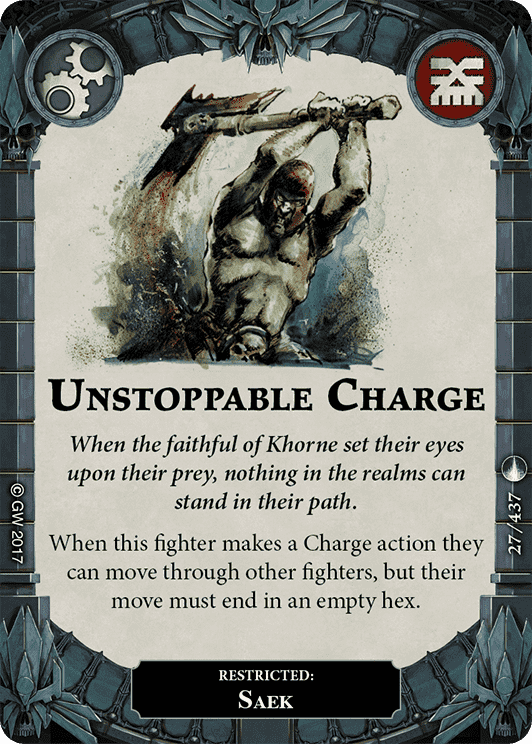 Unstoppable Charge
When the faithful of Khorne set their eyes
upon their prey, nothing in the realms can
stand in their path.
When this fighter makes a Charge action they
can move through other fighters, but their
move must end in an empty hex.
© GW 2017
27/437
RESTRICTED:
Saek